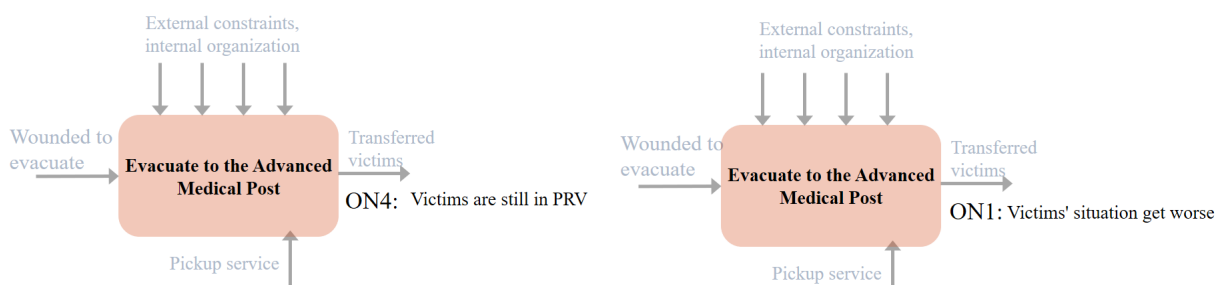 External constraints,
internal organization
Wounded to
evacuate
Evacuate to the Advanced
Medical Post
Transferred
victims
ON4: Victims are still in PRV
Pickup service
External constraints,
internal organization
Wounded to
evacuate
Evacuate to the Advanced
Medical Post
Transferred
victims
ON1: Victims' situation get worse
Pickup service